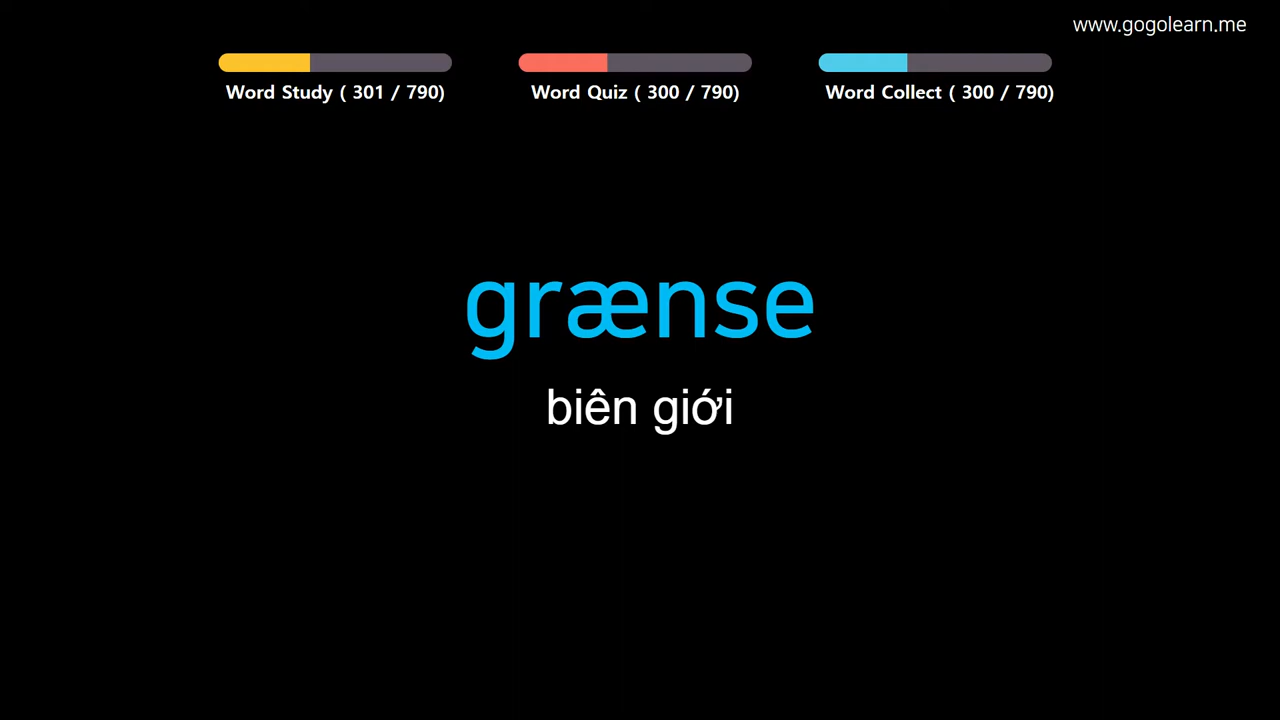 www.gogolearn.me
Word Study ( 301 / 790)
Word Quiz ( 300 / 790)
Word Collect ( 300 / 790)
grænse
biên giới